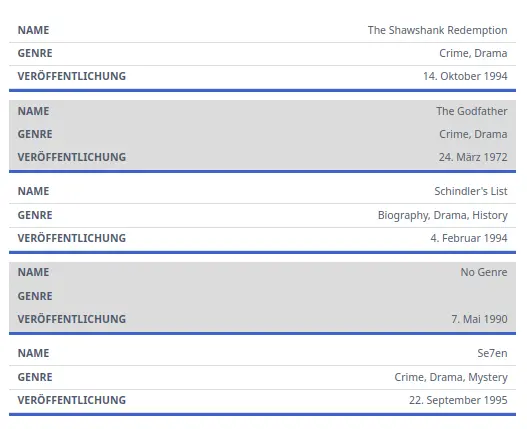 NAME The Shawshank Redemption
GENRE Crime, Drama
VERÖFFENTLICHUNG 14. Oktober 1994
NAME The Godfather
GENRE Crime, Drama
VERÖFFENTLICHUNG 24. März 1972
NAME Schindler's List
GENRE Biography, Drama, History
VERÖFFENTLICHUNG 4. Februar 1994
NAME No Genre
GENRE
VERÖFFENTLICHUNG 7. Mai 1990
NAME Se7en
GENRE Crime, Drama, Mystery
VERÖFFENTLICHUNG 22. September 1995